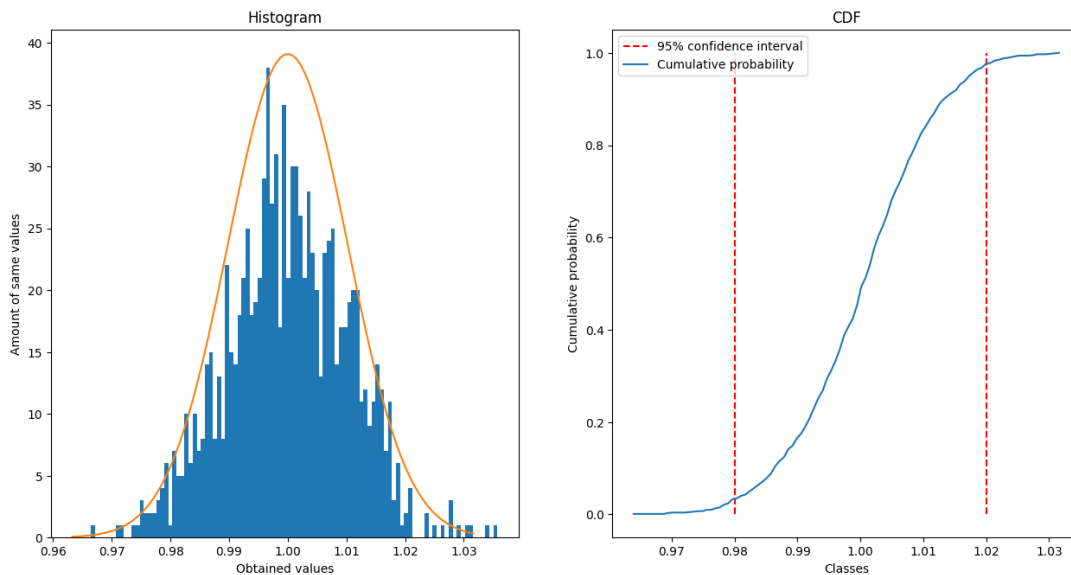 Histogram
Amount of same values
40
35
30
25
20
15
10
5
0
0.96 0.97 0.98 0.99 1.00 1.01 1.02 1.03
Obtained values
CDF
95% confidence interval
Cumulative probability
Cumulative probability
1.0
0.8
0.6
0.4
0.2
0.0
0.97 0.98 0.99 1.00 1.01 1.02 1.03
Classes